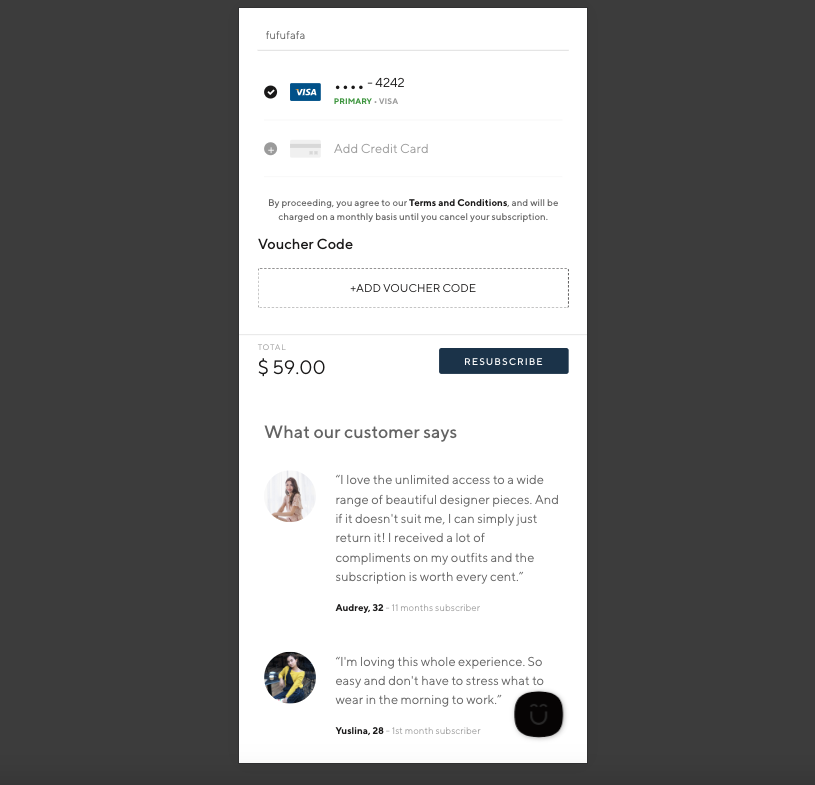 fufufafa
VISA
•••• - 4242
PRIMARY - VISA
Add Credit Card
By proceeding, you agree to our Terms and Conditions, and will be
charged on a monthly basis until you cancel your subscription.
Voucher Code
+ADD VOUCHER CODE
TOTAL
$ 59.00
RESUBSCRIBE
What our customer says
“I love the unlimited access to a wide
range of beautiful designer pieces. And
if it doesn't suit me, I can simply just
return it! I received a lot of
compliments on my outfits and the
subscription is worth every cent.”
Audrey, 32 - 11 months subscriber
“I'm loving this whole experience. So
easy and don't have to stress what to
wear in the morning to work.”
Yuslina, 28 - 1st month subscriber